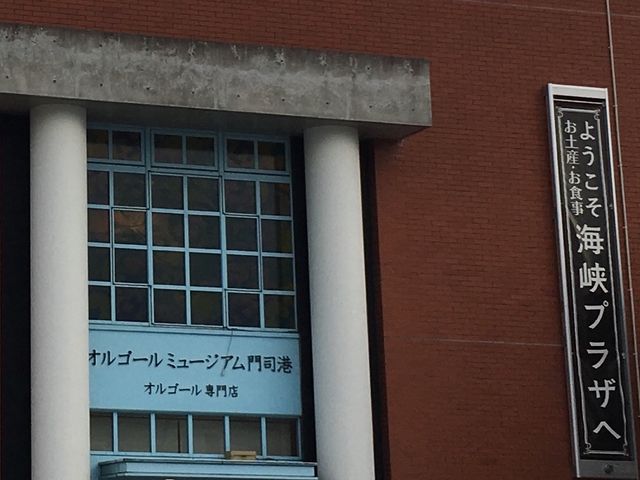 ようこそ海峡プラザへ
お土産・お食事
オルゴールミュージアム門司港
オルゴール専門店